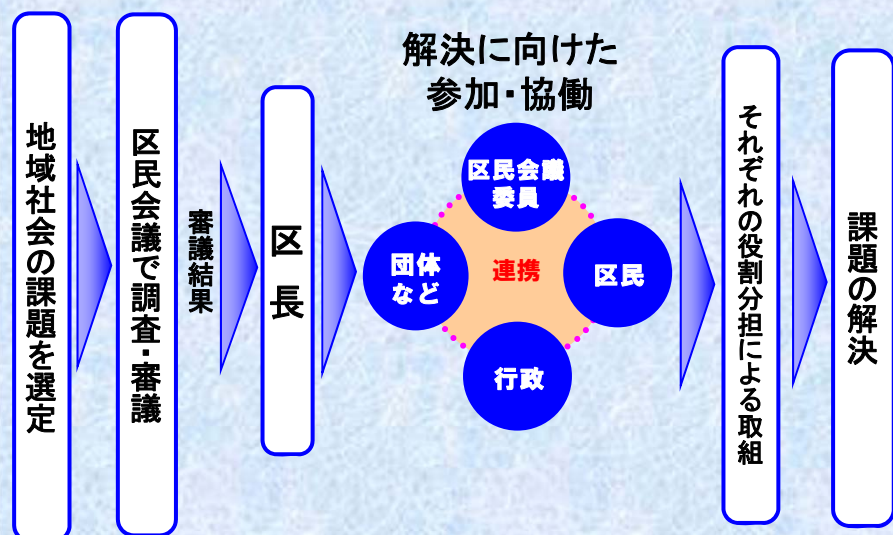 地域社会の課題を選定
区民会議で調査・審議
審議結果
区長
解決に向けた
参加・協働
区民会議
委員
団体
など
連携
区民
行政
それぞれの役割分担による取組
課題の解決